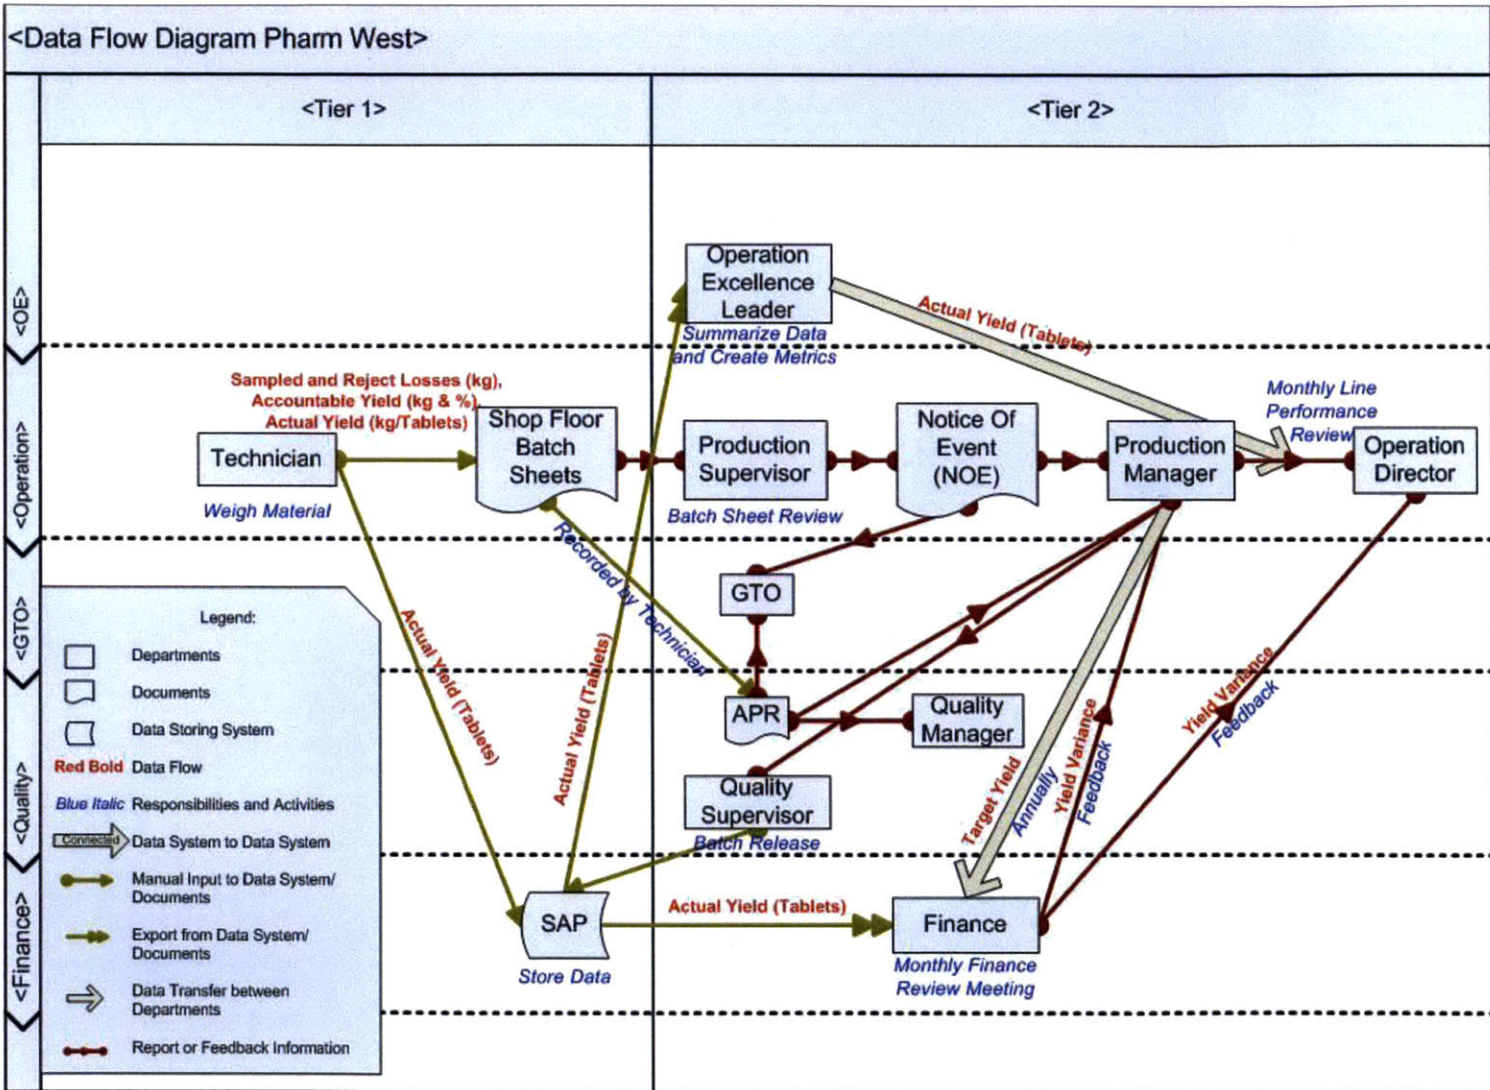 <Data Flow Diagram Pharm West>
<Tier 1>
<Tier 2>
<OE>
<Operation>
<GTO>
<Quality>
<Finance>
Operation
Excellence
Leader
Summarize Data
and Create Metrics
Actual Yield (Tablets)
Sampled and Reject Losses (kg),
Accountable Yield (kg & %),
Actual Yield (kg/Tablets)
Technician
Weigh Material
Shop Floor
Batch
Sheets
Production
Supervisor
Batch Sheet Review
Notice Of
Event
(NOE)
Production
Manager
Monthly Line
Performance
Review
Operation
Director
Recorded by Technician
Actual Yield (Tablets)
Actual Yield (Tablets)
GTO
APR
Quality
Manager
Quality
Supervisor
Batch Release
Target Yield
Annually
Yield Variance
Feedback
Yield Variance
Feedback
SAP
Store Data
Actual Yield (Tablets)
Finance
Monthly Finance
Review Meeting
Legend:
Departments
Documents
Data Storing System
Red Bold Data Flow
Blue Italic Responsibilities and Activities
Connected Data System to Data System
Manual Input to Data System/
Documents
Export from Data System/
Documents
Data Transfer between
Departments
Report or Feedback Information